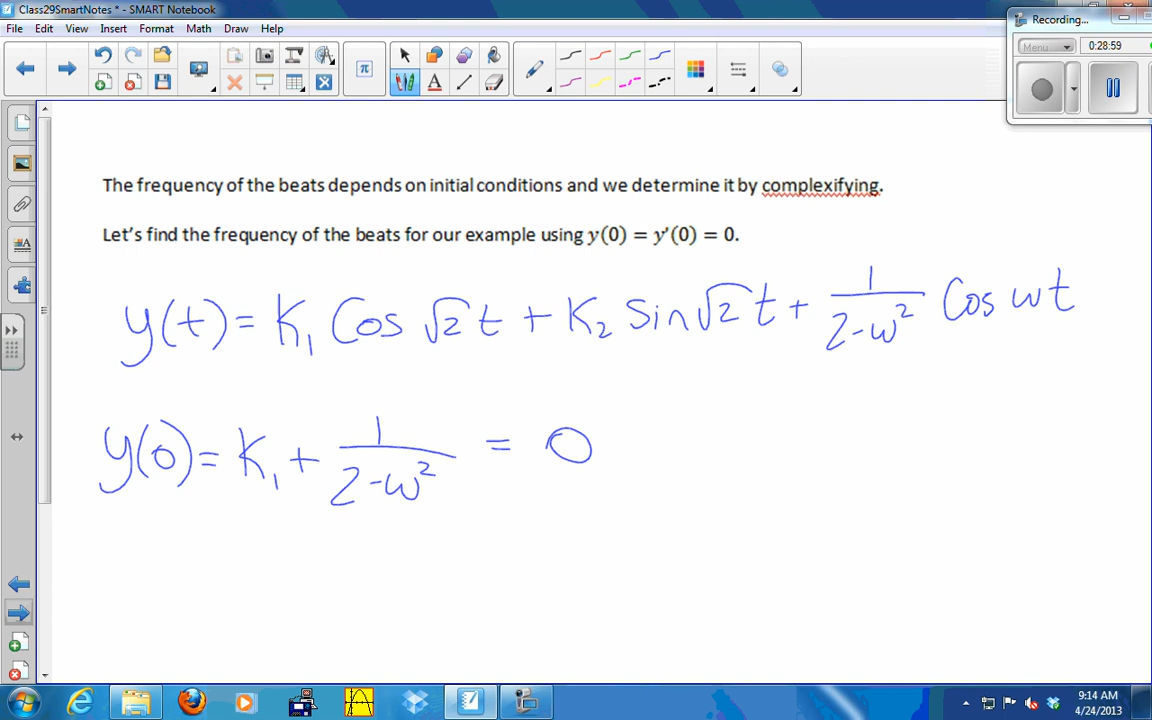 Class29SmartNotes * - SMART Notebook
File Edit View Insert Format Math Draw Help
Recording...
Menu
0:28:59
π
A
The frequency of the beats depends on initial conditions and we determine it by complexifying.
Let's find the frequency of the beats for our example using y(0) = y′(0) = 0.
y(t) = K₁ Cos √2 t + K₂ Sin √2 t + 1/(2-ω²) Cos ωt
y(0) = K₁ + 1/(2-ω²) = 0
9:14 AM
4/24/2013